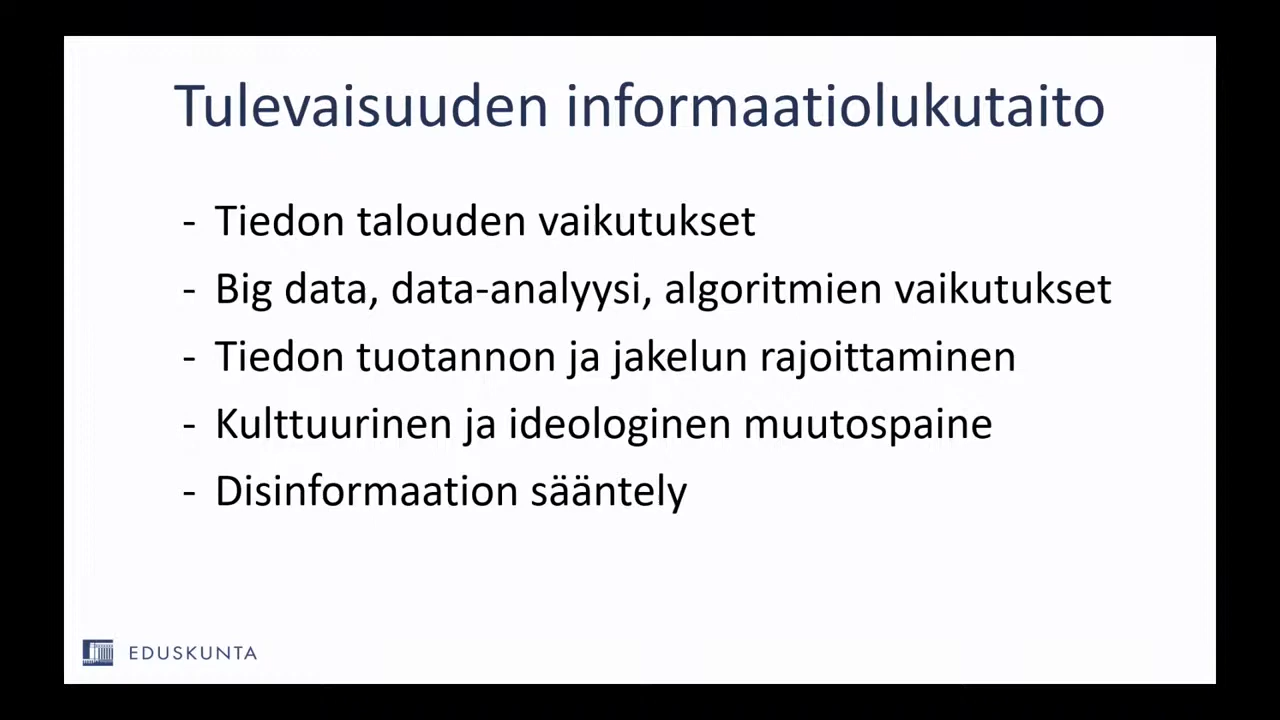 Tulevaisuuden informaatiolukutaito
- Tiedon talouden vaikutukset
- Big data, data-analyysi, algoritmien vaikutukset
- Tiedon tuotannon ja jakelun rajoittaminen
- Kulttuurinen ja ideologinen muutospaine
- Disinformaation sääntely
EDUSKUNTA